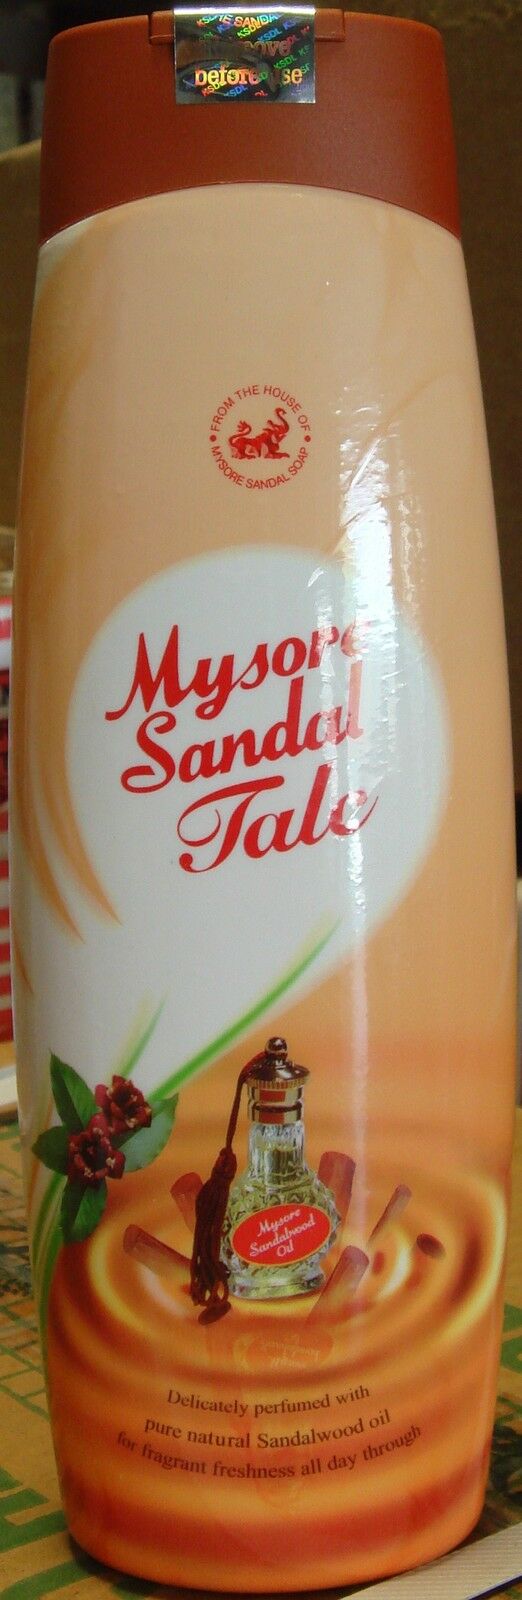 KSDL
before use
FROM THE HOUSE OF
MYSORE SANDAL SOAP
Mysore
Sandal
Talc
Mysore
Sandalwood
Oil
Delicately perfumed with
pure natural Sandalwood oil
for fragrant freshness all day through